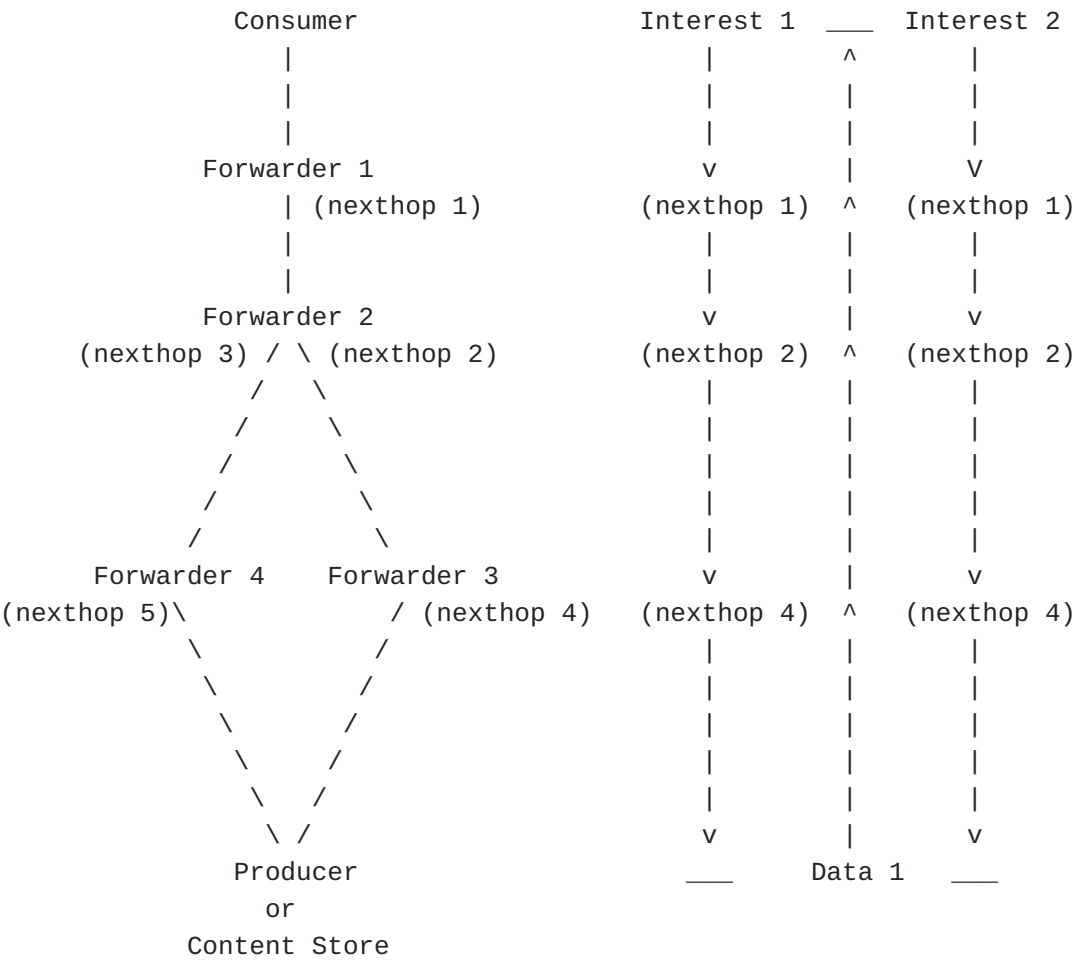 Consumer Interest 1 ___ Interest 2
| | ^ |
| | | |
| | | |
Forwarder 1 v | V
| (nexthop 1) (nexthop 1) ^ (nexthop 1)
| | | |
| | | |
Forwarder 2 v | v
(nexthop 3) / \ (nexthop 2) (nexthop 2) ^ (nexthop 2)
/ \ | | |
/ \ | | |
/ \ | | |
/ \ | | |
/ \ | | |
Forwarder 4 Forwarder 3 v | v
(nexthop 5)\ / (nexthop 4) (nexthop 4) ^ (nexthop 4)
\ / | | |
\ / | | |
\ / | | |
\ / | | |
\ / | | |
\ / v | v
Producer ___ Data 1 ___
or
Content Store